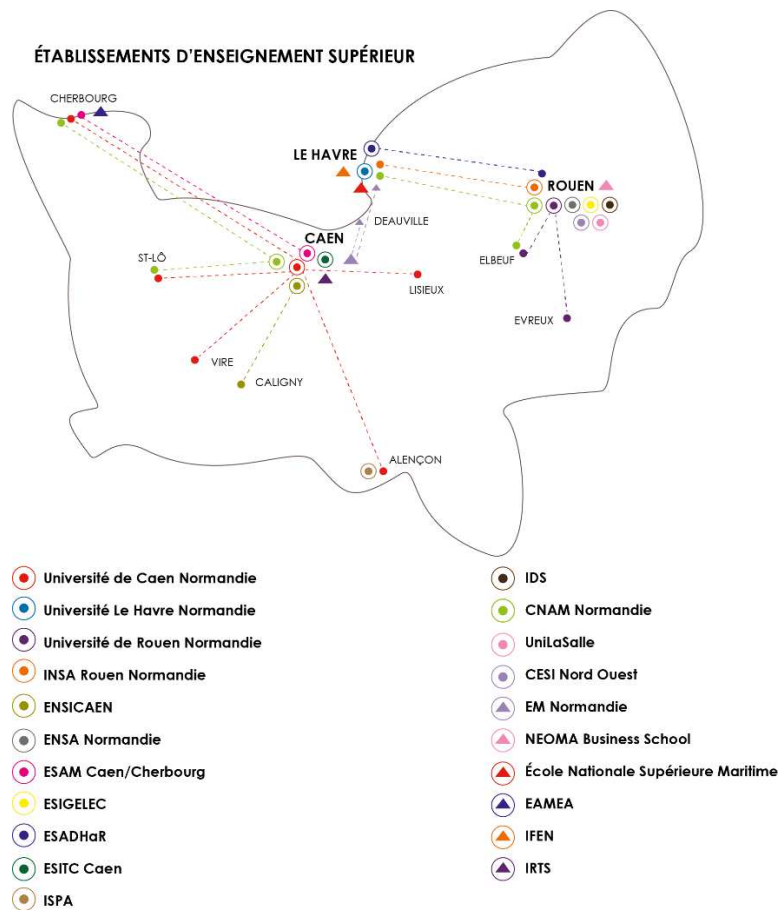 ÉTABLISSEMENTS D'ENSEIGNEMENT SUPÉRIEUR
CHERBOURG
LE HAVRE
ROUEN
DEAUVILLE
CAEN
ST-LÔ
ELBEUF
LISIEUX
EVREUX
VIRE
CALIGNY
ALENÇON
Université de Caen Normandie
Université Le Havre Normandie
Université de Rouen Normandie
INSA Rouen Normandie
ENSICAEN
ENSA Normandie
ESAM Caen/Cherbourg
ESIGELEC
ESADHaR
ESITC Caen
ISPA
IDS
CNAM Normandie
UniLaSalle
CESI Nord Ouest
EM Normandie
NEOMA Business School
École Nationale Supérieure Maritime
EAMEA
IFEN
IRTS